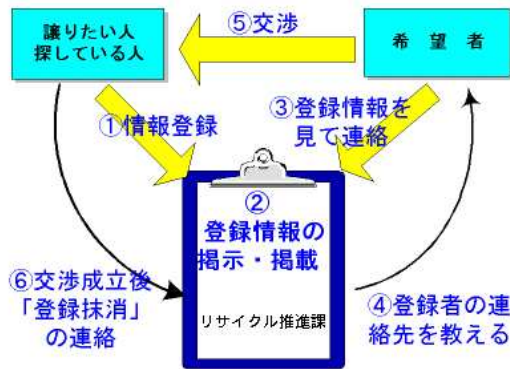 譲りたい人
探している人
⑤交渉
希望者
①情報登録
③登録情報を
見て連絡
②
登録情報の
掲示・掲載
リサイクル推進課
⑥交渉成立後
「登録抹消」
の連絡
④登録者の連
絡先を教える